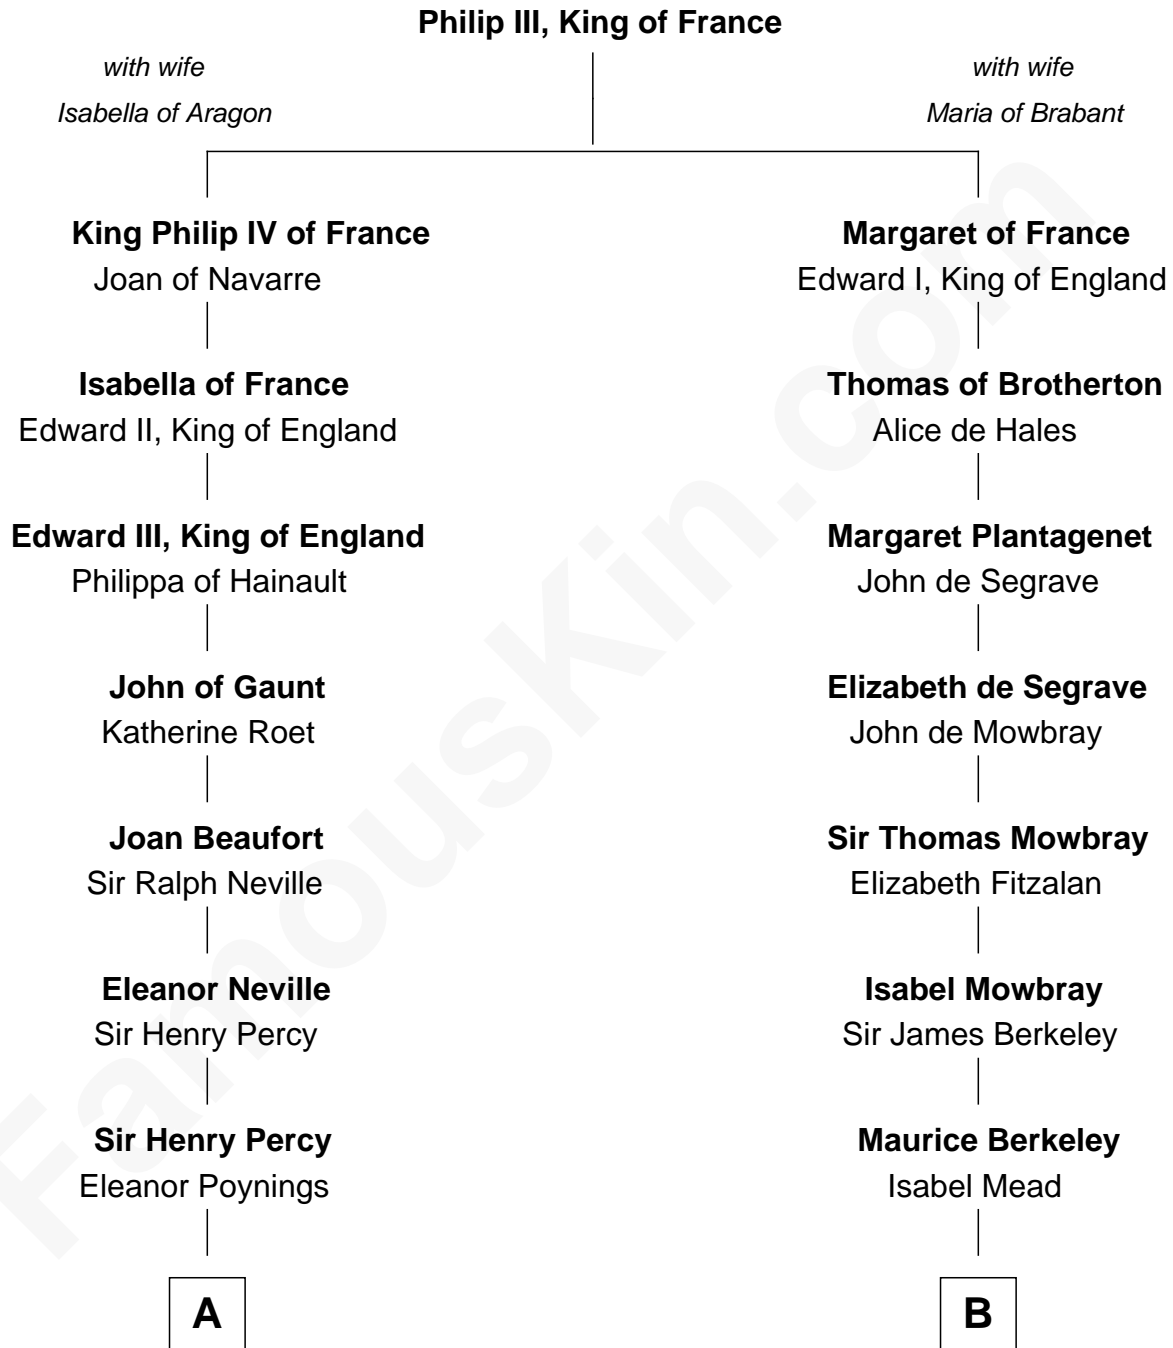 Philip III, King of France
with wife
Isabella of Aragon
with wife
Maria of Brabant
King Philip IV of France
Joan of Navarre
Margaret of France
Edward I, King of England
Isabella of France
Edward II, King of England
Thomas of Brotherton
Alice de Hales
Edward III, King of England
Philippa of Hainault
Margaret Plantagenet
John de Segrave
John of Gaunt
Katherine Roet
Elizabeth de Segrave
John de Mowbray
Joan Beaufort
Sir Ralph Neville
Sir Thomas Mowbray
Elizabeth Fitzalan
Eleanor Neville
Sir Henry Percy
Isabel Mowbray
Sir James Berkeley
Sir Henry Percy
Eleanor Poynings
Maurice Berkeley
Isabel Mead
A
B
FamousKin.com